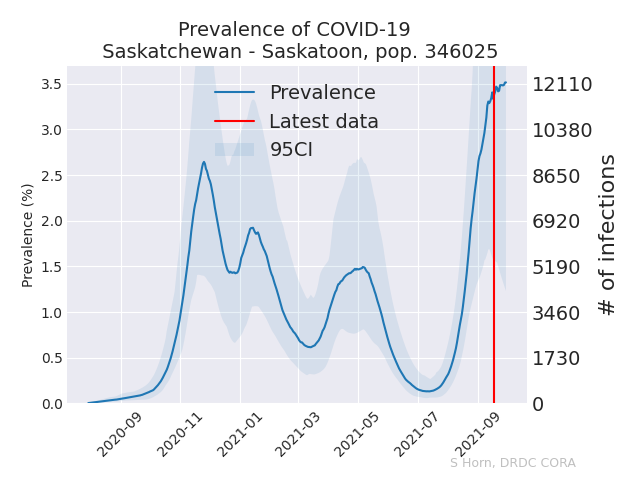 Prevalence of COVID-19
Saskatchewan - Saskatoon, pop. 346025
Prevalence
Latest data
95CI
Prevalence (%)
3.5
3.0
2.5
2.0
1.5
1.0
0.5
0.0
12110
10380
8650
6920
5190
3460
1730
0
# of infections
2020-09
2020-11
2021-01
2021-03
2021-05
2021-07
2021-09
S Horn, DRDC CORA